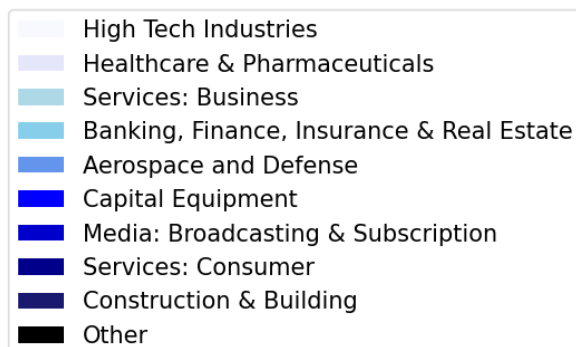 High Tech Industries
Healthcare & Pharmaceuticals
Services: Business
Banking, Finance, Insurance & Real Estate
Aerospace and Defense
Capital Equipment
Media: Broadcasting & Subscription
Services: Consumer
Construction & Building
Other